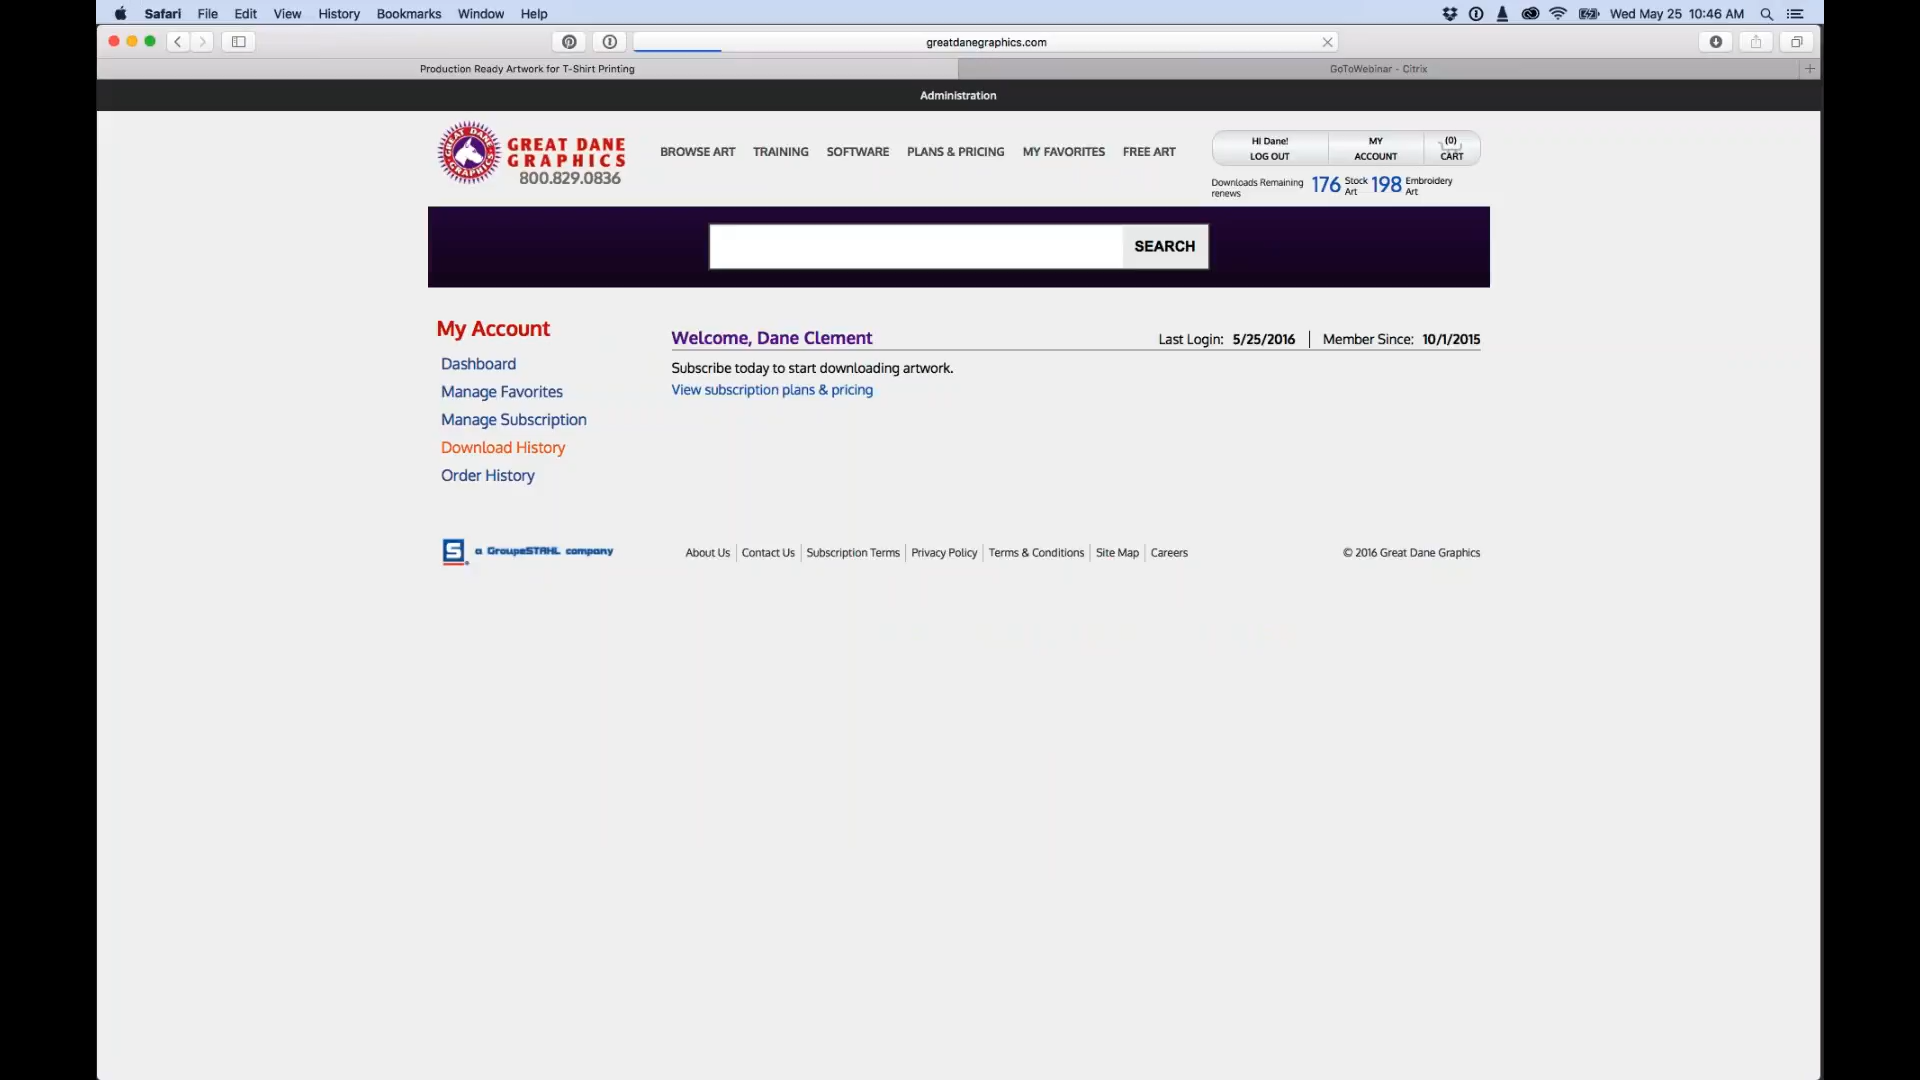 Safari File Edit View History Bookmarks Window Help Wed May 25 10:46 AM
greatdanegraphics.com
Production Ready Artwork for T-Shirt Printing GoToWebinar - Citrix
Administration
GREAT DANE
GRAPHICS
800.829.0836
BROWSE ART TRAINING SOFTWARE PLANS & PRICING MY FAVORITES FREE ART
Hi Dane!
LOG OUT
MY
ACCOUNT
(0)
CART
Downloads Remaining
renews
176 Stock
Art
198 Embroidery
Art
SEARCH
My Account
Dashboard
Manage Favorites
Manage Subscription
Download History
Order History
Welcome, Dane Clement Last Login: 5/25/2016 Member Since: 10/1/2015
Subscribe today to start downloading artwork.
View subscription plans & pricing
S a GroupeSTAHL company
About Us Contact Us Subscription Terms Privacy Policy Terms & Conditions Site Map Careers © 2016 Great Dane Graphics